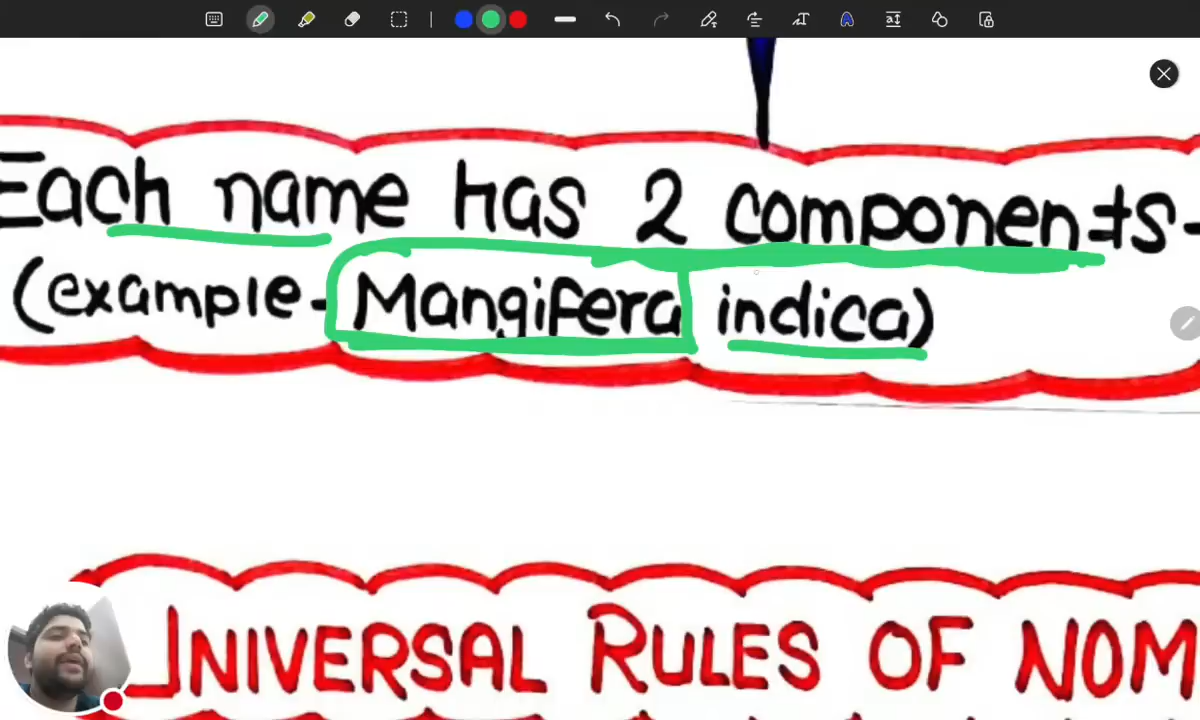 Each name has 2 components-
(example- Mangifera indica)
UNIVERSAL RULES OF NOM